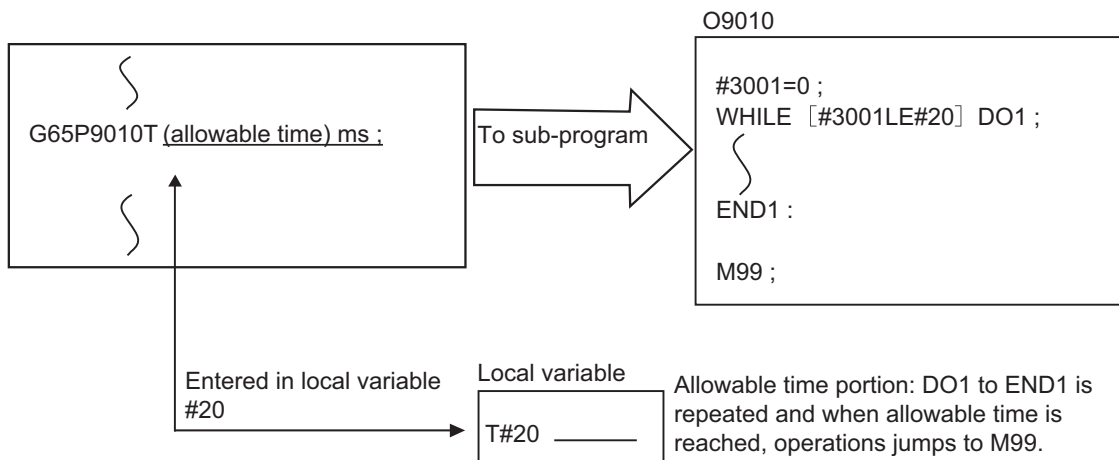 O9010
G65P9010T (allowable time) ms ;
To sub-program
#3001=0 ;
WHILE [#3001LE#20] DO1 ;
END1 :
M99 ;
Entered in local variable
#20
Local variable
T#20
Allowable time portion: DO1 to END1 is
repeated and when allowable time is
reached, operations jumps to M99.